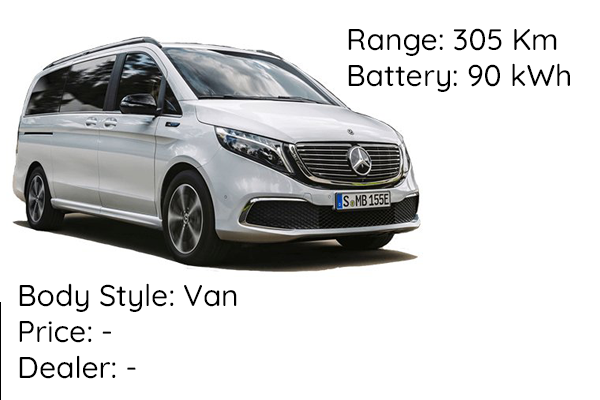 Range: 305 Km
Battery: 90 kWh
S MB 155E
Body Style: Van
Price: -
Dealer: -